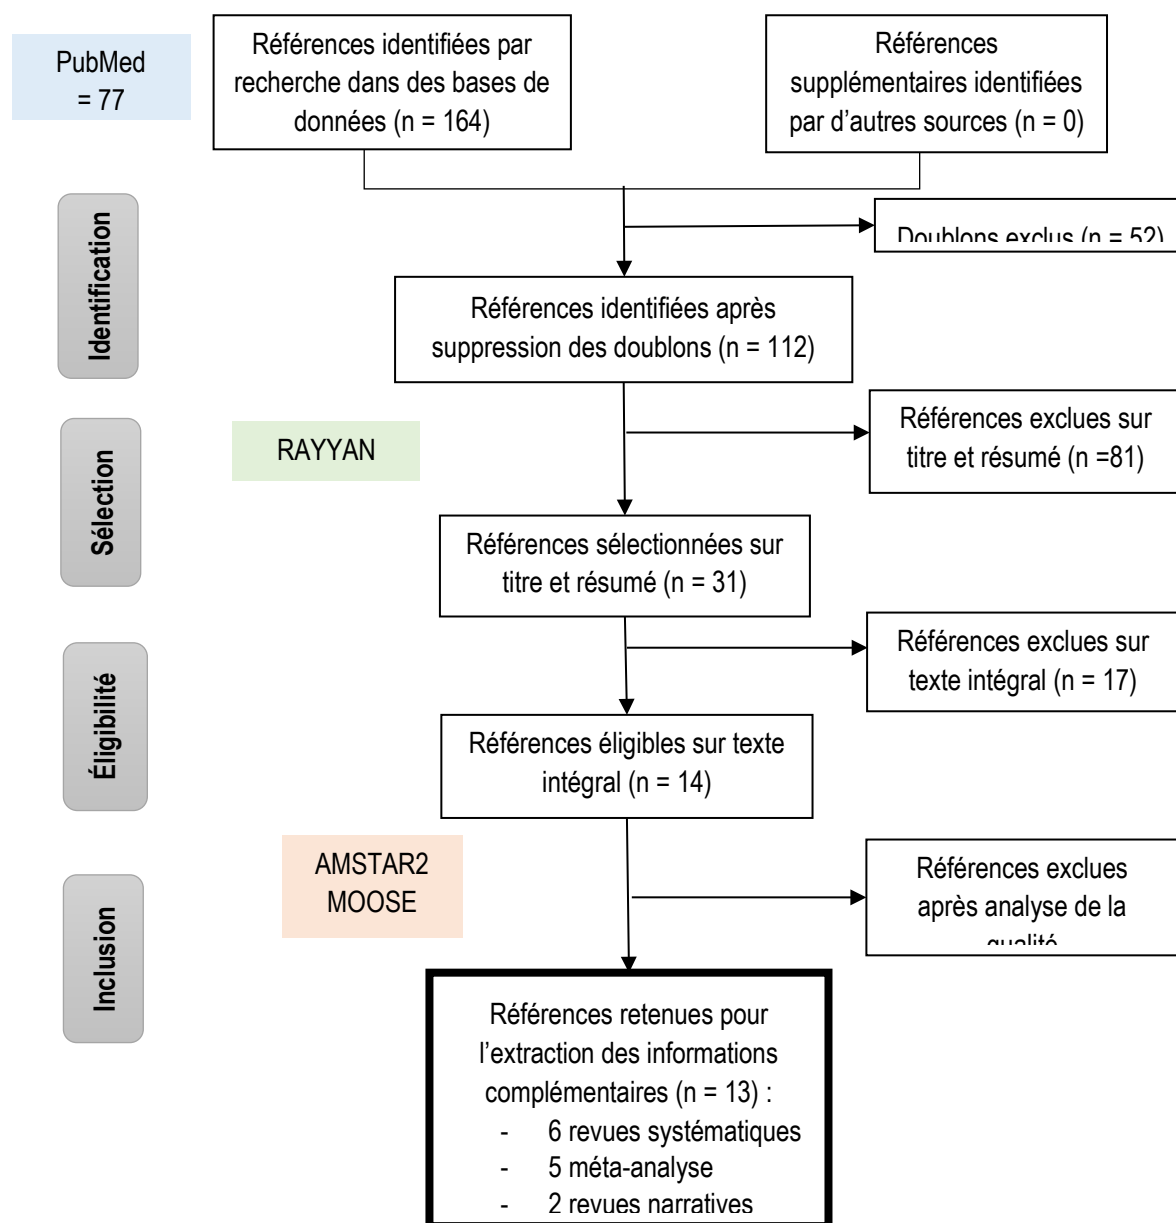 PubMed
= 77
Références identifiées par
recherche dans des bases de
données (n = 164)
Références
supplémentaires identifiées
par d’autres sources (n = 0)
Identification
Doublons exclus (n = 52)
Références identifiées après
suppression des doublons (n = 112)
Sélection
RAYYAN
Références exclues sur
titre et résumé (n =81)
Références sélectionnées sur
titre et résumé (n = 31)
Éligibilité
Références exclues sur
texte intégral (n = 17)
Références éligibles sur texte
intégral (n = 14)
Inclusion
AMSTAR2
MOOSE
Références exclues
après analyse de la
qualité
Références retenues pour
l’extraction des informations
complémentaires (n = 13) :
- 6 revues systématiques
- 5 méta-analyse
- 2 revues narratives